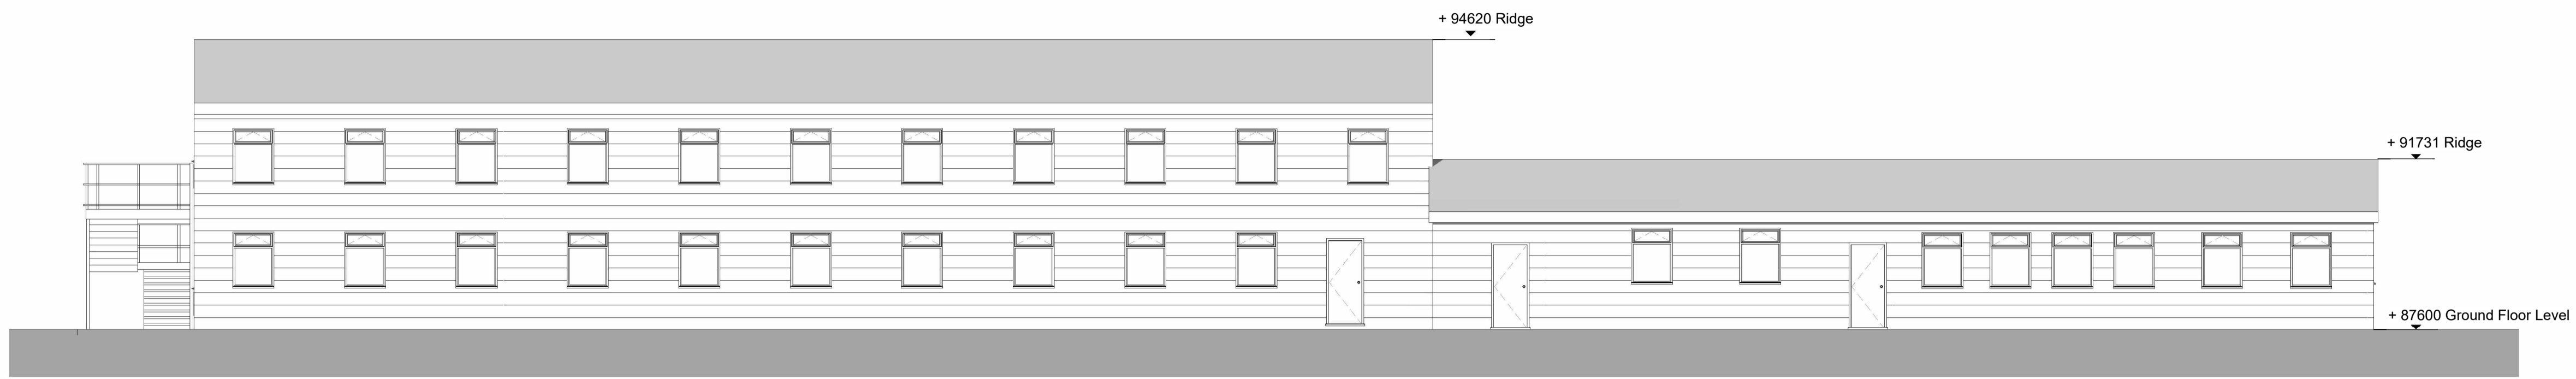 + 94620 Ridge
+ 91731 Ridge
+ 87600 Ground Floor Level